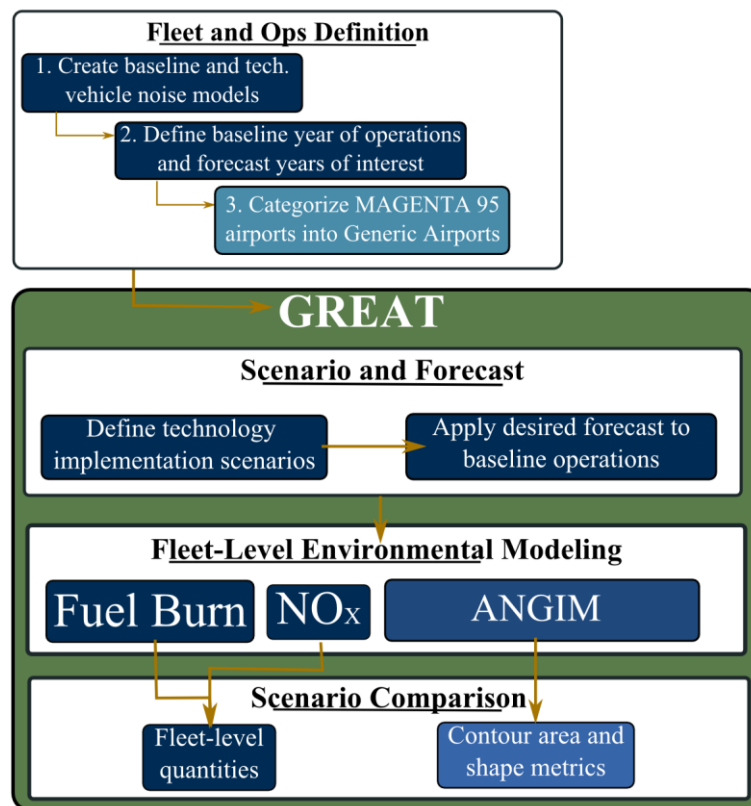 Fleet and Ops Definition
1. Create baseline and tech.
vehicle noise models
2. Define baseline year of operations
and forecast years of interest
3. Categorize MAGENTA 95
airports into Generic Airports
GREAT
Scenario and Forecast
Define technology
implementation scenarios
Apply desired forecast to
baseline operations
Fleet-Level Environmental Modeling
Fuel Burn
NOx
ANGIM
Scenario Comparison
Fleet-level
quantities
Contour area and
shape metrics